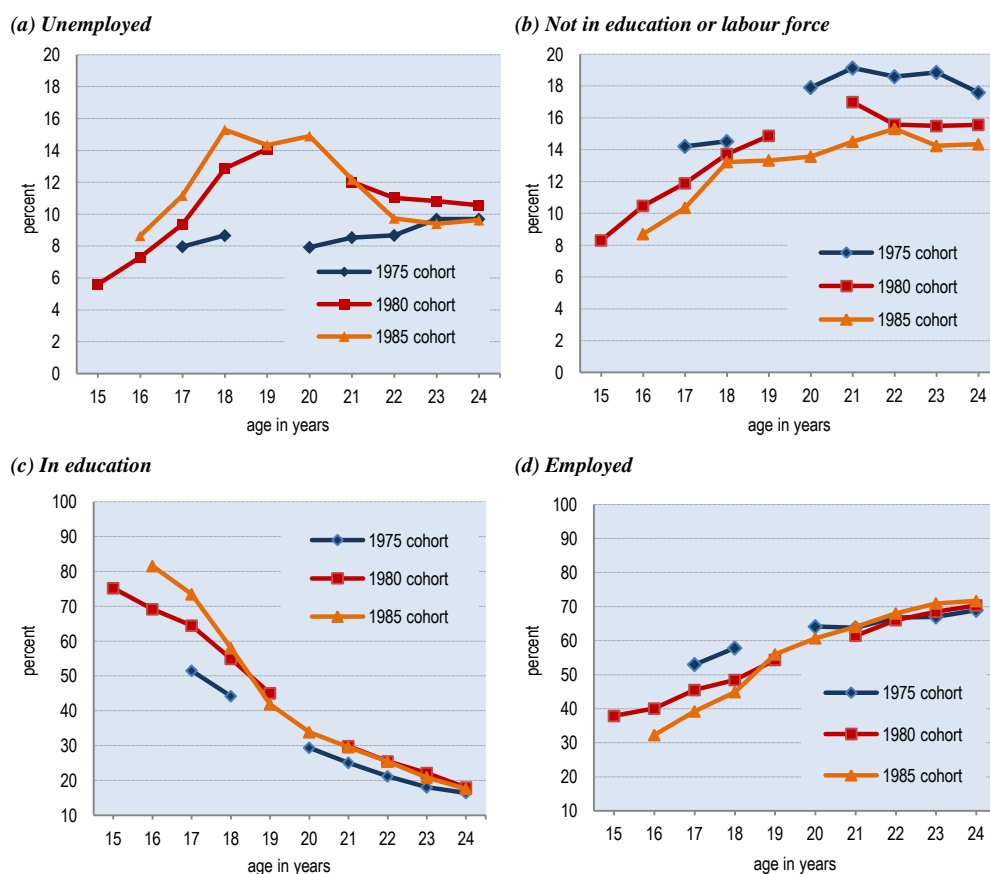 (a) Unemployed
percent
20
18
16
14
12
10
8
6
4
2
0
1975 cohort
1980 cohort
1985 cohort
15 16 17 18 19 20 21 22 23 24
age in years
(b) Not in education or labour force
percent
20
18
16
14
12
10
8
6
4
2
0
1975 cohort
1980 cohort
1985 cohort
15 16 17 18 19 20 21 22 23 24
age in years
(c) In education
percent
100
90
80
70
60
50
40
30
20
10
1975 cohort
1980 cohort
1985 cohort
15 16 17 18 19 20 21 22 23 24
age in years
(d) Employed
percent
100
90
80
70
60
50
40
30
20
10
1975 cohort
1980 cohort
1985 cohort
15 16 17 18 19 20 21 22 23 24
age in years